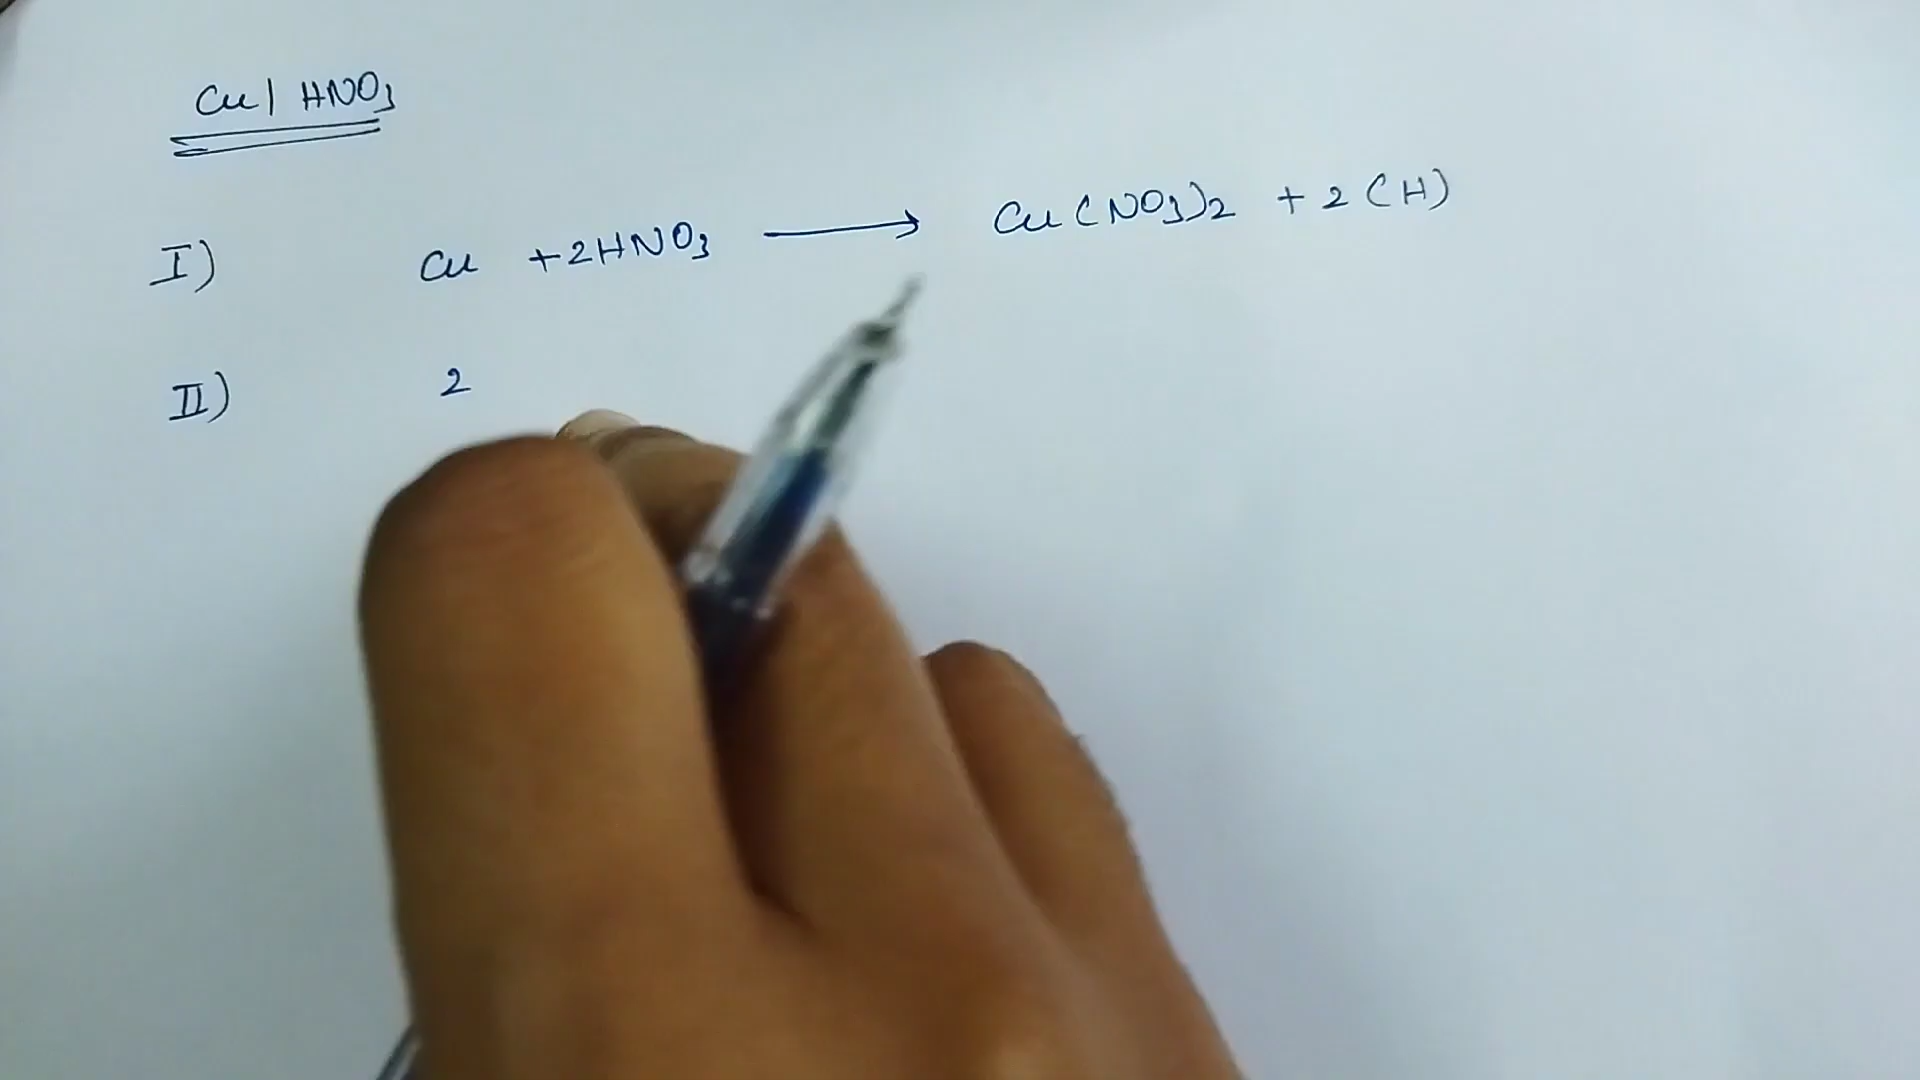 Cu | HNO3
I) Cu + 2HNO3 ⟶ Cu(NO3)2 + 2(H)
II) 2